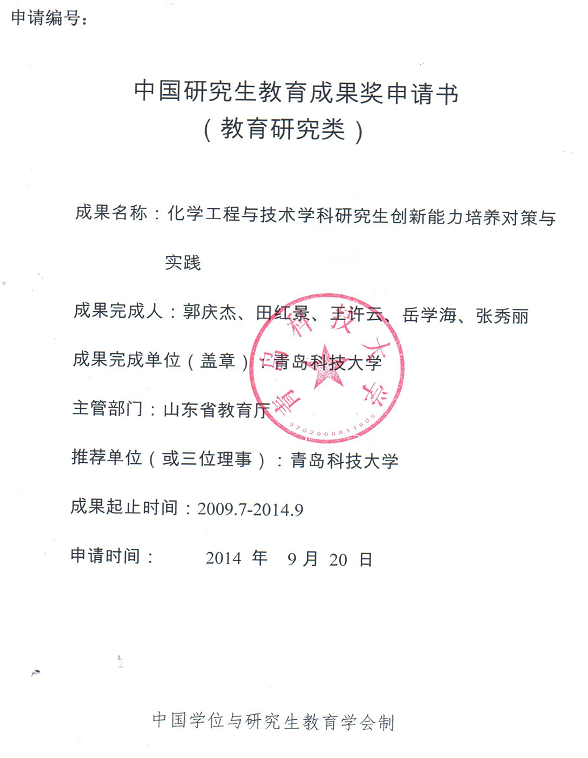 申请编号：
中国研究生教育成果奖申请书
（教育研究类）
成果名称：化学工程与技术学科研究生创新能力培养对策与
实践
成果完成人：郭庆杰、田红景、王许云、岳学海、张秀丽
成果完成单位（盖章）：青岛科技大学
主管部门：山东省教育厅
推荐单位（或三位理事）：青岛科技大学
成果起止时间：2009.7-2014.9
申请时间： 2014 年 9月 20 日
青岛科技大学
中国学位与研究生教育学会制